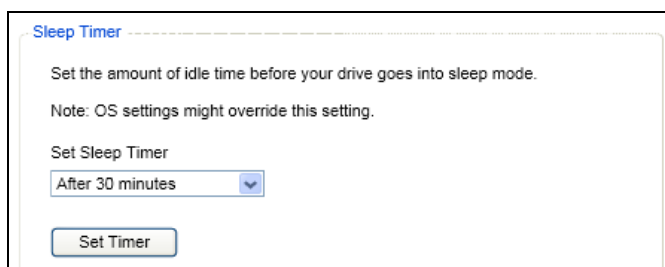 Sleep Timer
Set the amount of idle time before your drive goes into sleep mode.
Note: OS settings might override this setting.
Set Sleep Timer
After 30 minutes
Set Timer